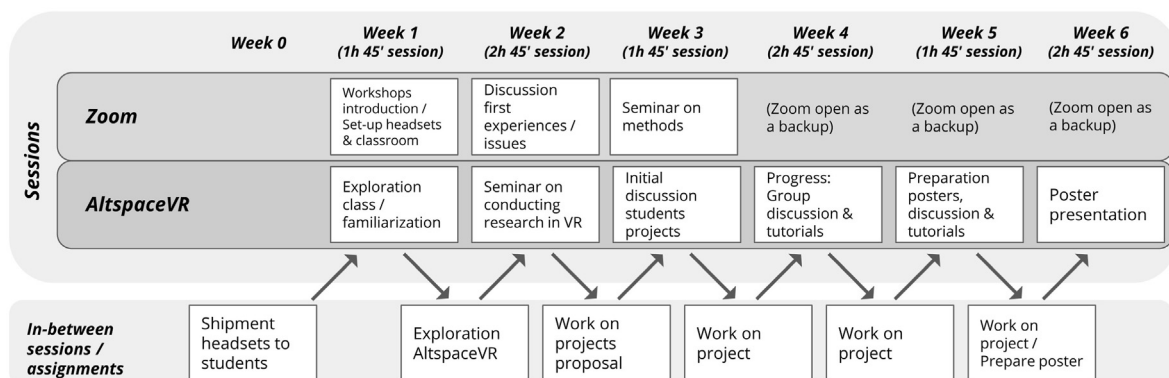 Week 0
Week 1
(1h 45' session)
Week 2
(2h 45' session)
Week 3
(1h 45' session)
Week 4
(2h 45' session)
Week 5
(1h 45' session)
Week 6
(2h 45' session)
Sessions
Zoom
Workshops
introduction /
Set-up headsets
& classroom
Discussion
first
experiences /
issues
Seminar on
methods
(Zoom open as
a backup)
(Zoom open as
a backup)
(Zoom open as
a backup)
AltspaceVR
Exploration
class /
familiarization
Seminar on
conducting
research in VR
Initial
discussion
students
projects
Progress:
Group
discussion &
tutorials
Preparation
posters,
discussion &
tutorials
Poster
presentation
In-between
sessions /
assignments
Shipment
headsets to
students
Exploration
AltspaceVR
Work on
projects
proposal
Work on
project
Work on
project
Work on
project /
Prepare poster